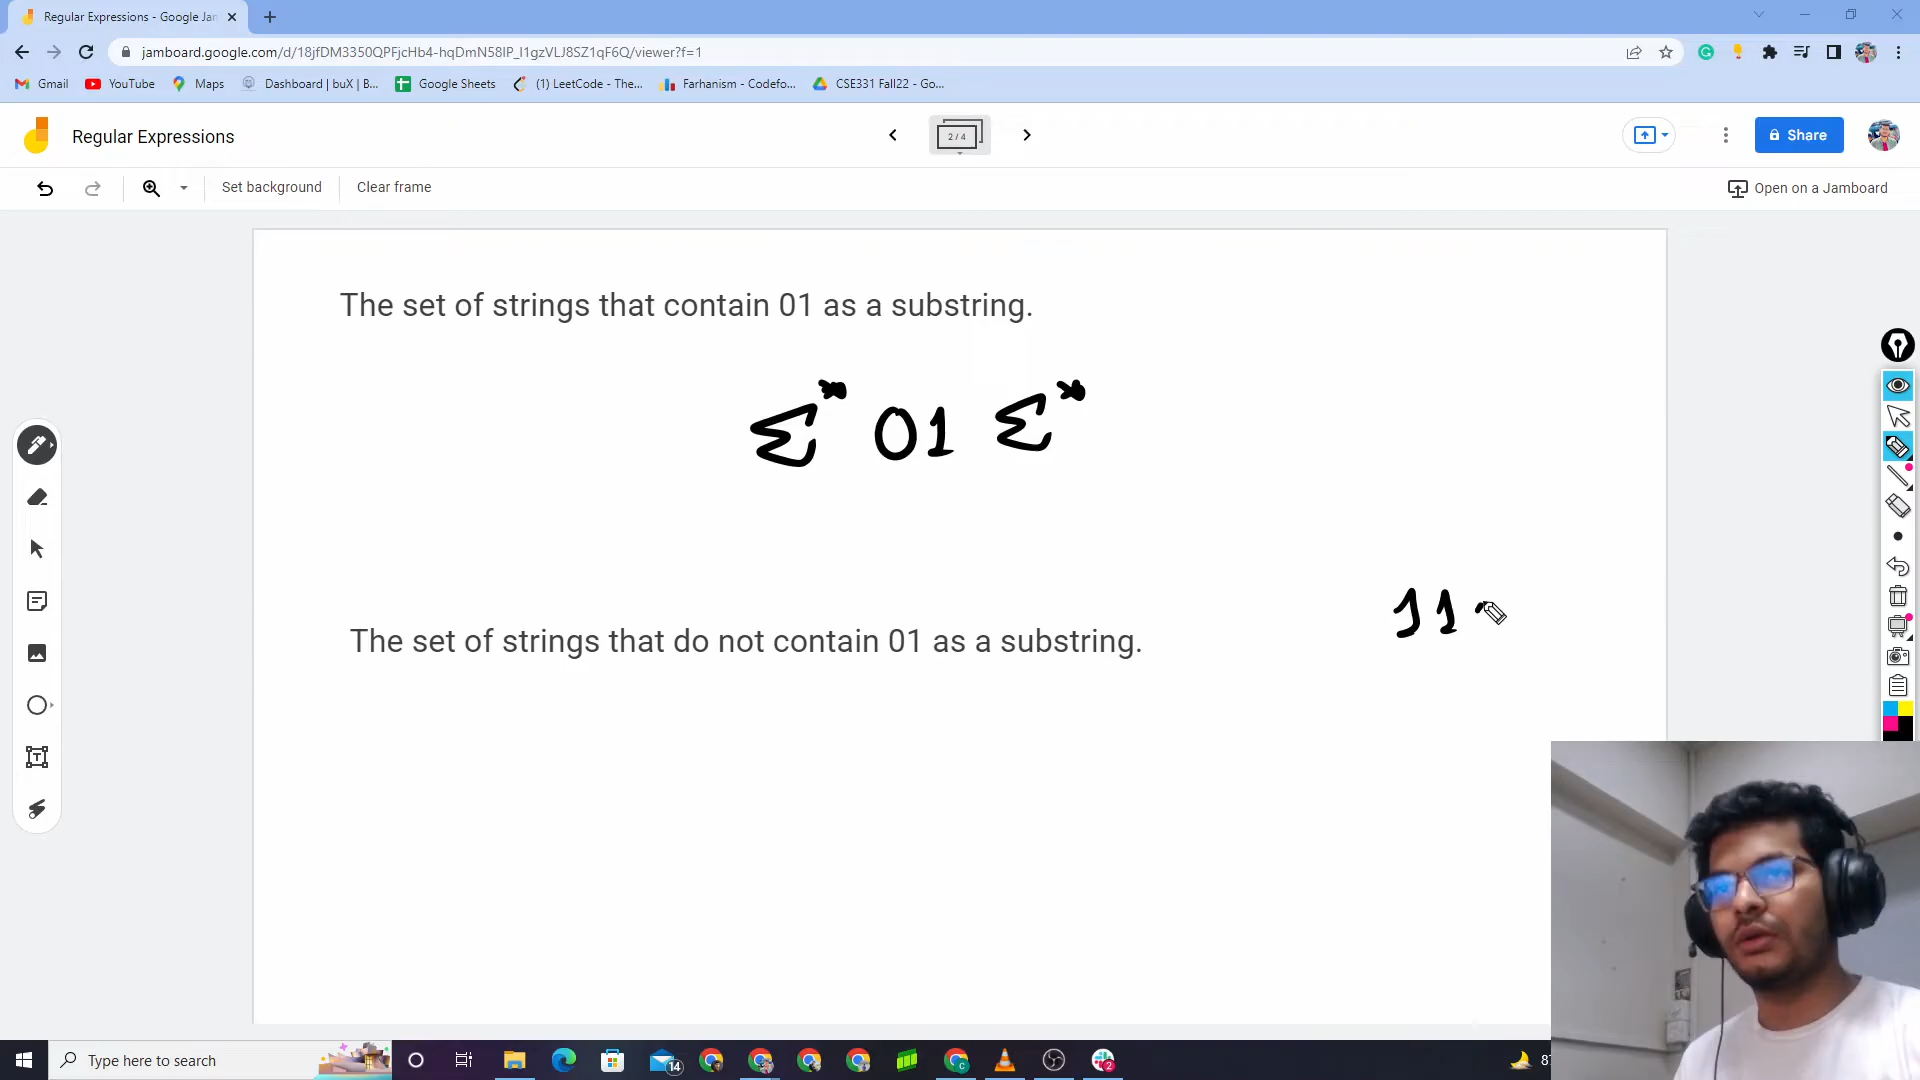 Regular Expressions - Google Jan
jamboard.google.com/d/18jfDM3350QPFjcHb4-hqDmN58IP_I1gzVLJ8SZ1qF6Q/viewer?f=1
Gmail YouTube Maps Dashboard | buX | B... Google Sheets (1) LeetCode - The... Farhanism - Codefo... CSE331 Fall22 - Go...
Regular Expressions 2 / 4 Share
Set background Clear frame Open on a Jamboard
The set of strings that contain 01 as a substring.
Σ* 01 Σ*
11
The set of strings that do not contain 01 as a substring.
Type here to search 14 2